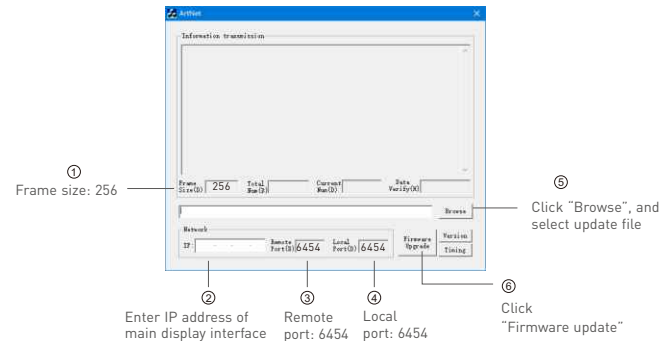 ArtNet
Information transmission
Frame Size(D) 256 Total Num(D) Current Num(D) Data Verify(H)
①
Frame size: 256
Browse
⑤
Click “Browse”, and
select update file
Network
IP: . . . Remote Port(D) 6454 Local Port(D) 6454
Firmware Upgrade
Version
Timing
②
Enter IP address of
main display interface
③
Remote
port: 6454
④
Local
port: 6454
⑥
Click
“Firmware update”